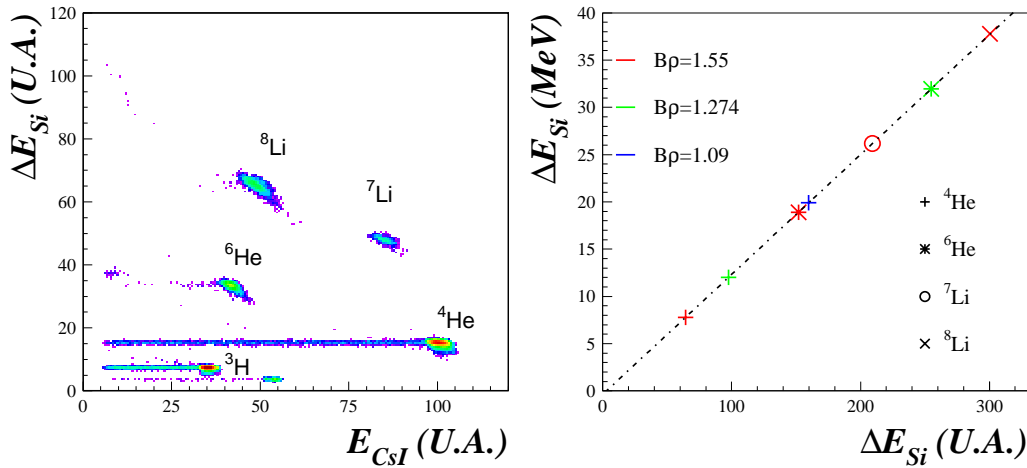 ΔE_Si (U.A.)
120
100
80
60
40
20
0
⁸Li
⁷Li
⁶He
⁴He
³H
0 25 50 75 100
E_CsI (U.A.)
ΔE_Si (MeV)
40
35
30
25
20
15
10
5
0
Bρ=1.55
Bρ=1.274
Bρ=1.09
⁴He
⁶He
⁷Li
⁸Li
0 100 200 300
ΔE_Si (U.A.)